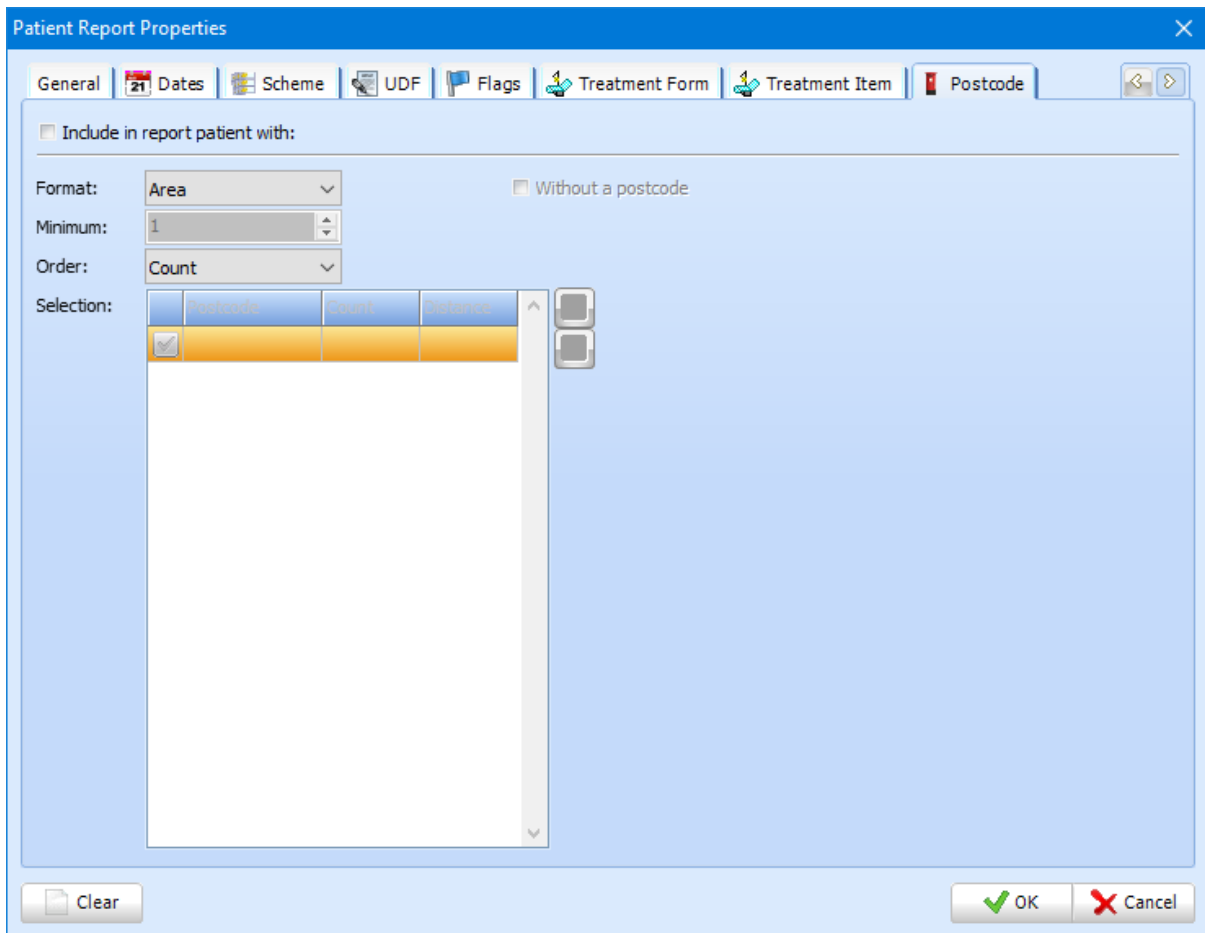 Patient Report Properties
General 21 Dates Scheme UDF Flags Treatment Form Treatment Item Postcode
Include in report patient with:
Format: Area Without a postcode
Minimum: 1
Order: Count
Selection: Postcode Count Distance
Clear OK Cancel